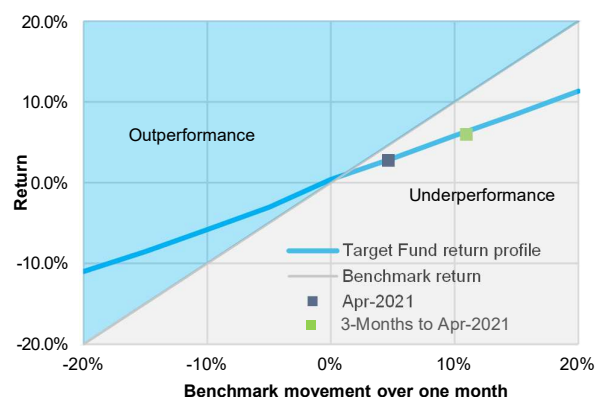 20.0%
10.0%
0.0%
-10.0%
-20.0%
Return
Outperformance
Underperformance
Target Fund return profile
Benchmark return
Apr-2021
3-Months to Apr-2021
-20%
-10%
0%
10%
20%
Benchmark movement over one month